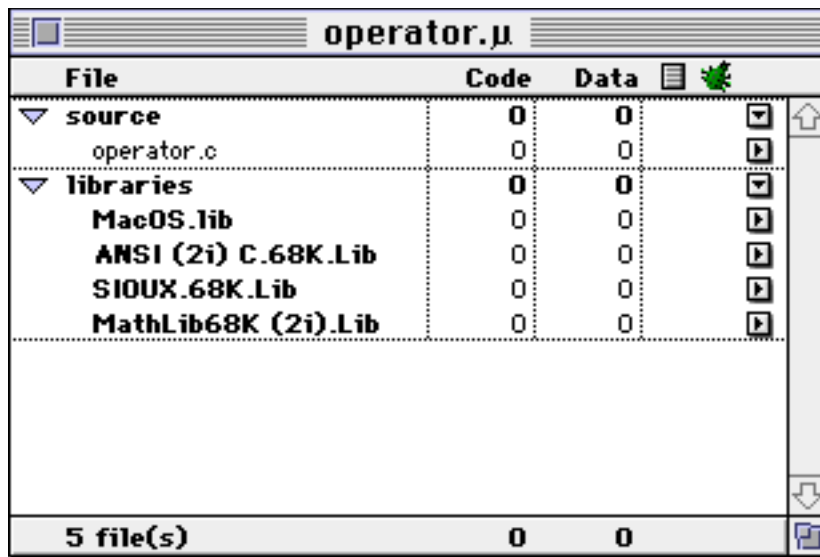 operator.µ
File Code Data
source 0 0
operator.c 0 0
libraries 0 0
MacOS.lib 0 0
ANSI (2i) C.68K.Lib 0 0
SIOUX.68K.Lib 0 0
MathLib68K (2i).Lib 0 0
5 file(s) 0 0